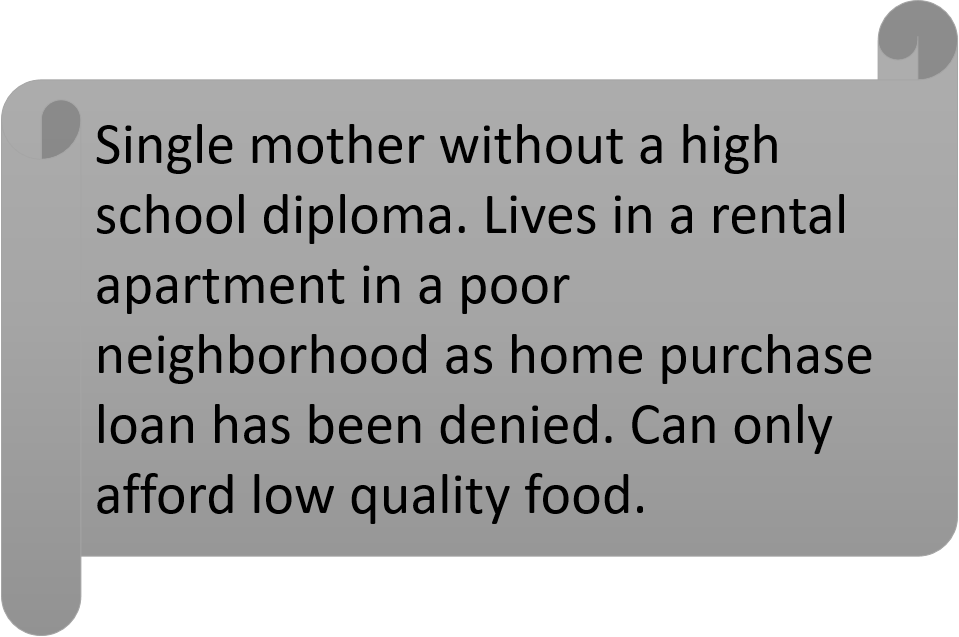 Single mother without a high
school diploma. Lives in a rental
apartment in a poor
neighborhood as home purchase
loan has been denied. Can only
afford low quality food.